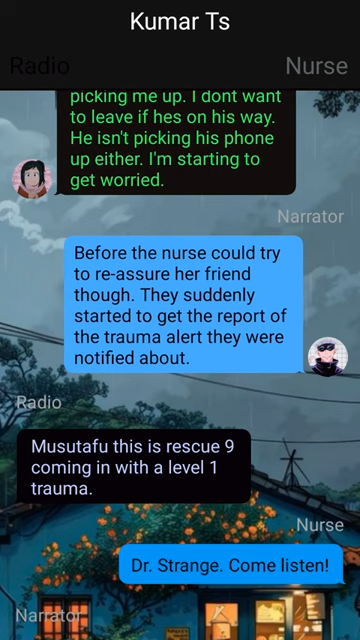 Kumar Ts
Radio
Nurse
picking me up. I dont want
to leave if hes on his way.
He isn't picking his phone
up either. I'm starting to
get worried.
Narrator
Before the nurse could try
to re-assure her friend
though. They suddenly
started to get the report of
the trauma alert they were
notified about.
Radio
Musutafu this is rescue 9
coming in with a level 1
trauma.
Nurse
Dr. Strange. Come listen!
Narrator